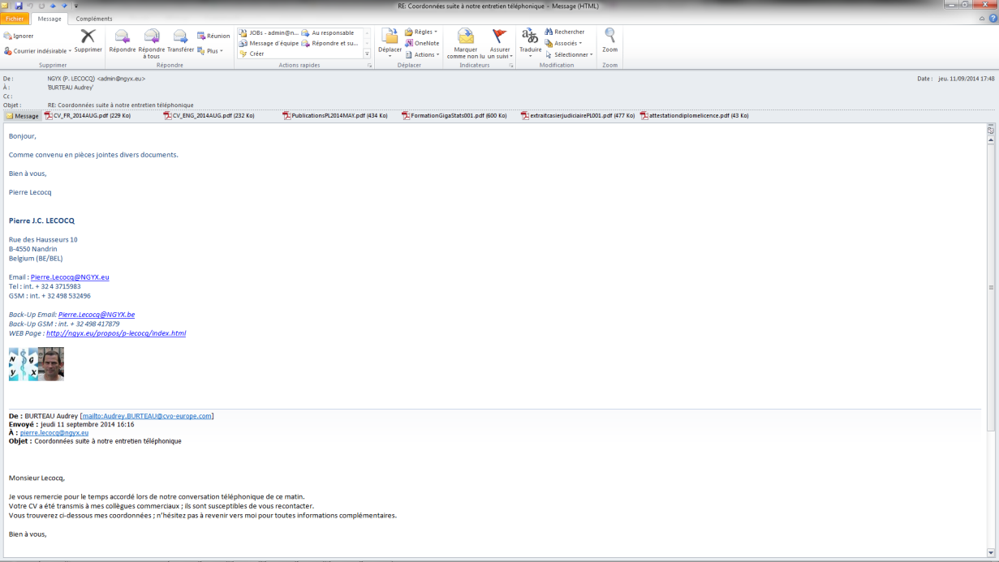 RE: Coordonnées suite à notre entretien téléphonique - Message (HTML)
Fichier Message Compléments
Ignorer
Courrier indésirable
Supprimer
Répondre
Répondre à tous
Transférer
Réunion
Plus
JOBs - admin@n...
Au responsable
Message d'équipe
Répondre et su...
Créer
Déplacer
Règles
OneNote
Actions
Marquer comme non lu
Assurer un suivi
Traduire
Rechercher
Associés
Sélectionner
Zoom
Supprimer Répondre Actions rapides Déplacer Indicateurs Modification Zoom
De : NGYX (P. LECOCQ) <admin@ngyx.eu> Date : jeu. 11/09/2014 17:48
À : 'BURTEAU Audrey'
Cc :
Objet : RE: Coordonnées suite à notre entretien téléphonique
Message CV_FR_2014AUG.pdf (229 Ko) CV_ENG_2014AUG.pdf (232 Ko) PublicationsPL2014MAY.pdf (434 Ko) FormationGigaStats001.pdf (600 Ko) extraitcasierjudiciairePL001.pdf (477 Ko) attestationdiplomelicence.pdf (43 Ko)
Bonjour,
Comme convenu en pièces jointes divers documents.
Bien à vous,
Pierre Lecocq
Pierre J.C. LECOCQ
Rue des Hausseurs 10
B-4550 Nandrin
Belgium (BE/BEL)
Email : Pierre.Lecocq@NGYX.eu
Tel : int. + 32 4 3715983
GSM : int. + 32 498 532496
Back-Up Email: Pierre.Lecocq@NGYX.be
Back-Up GSM : int. + 32 498 417879
WEB Page : http://ngyx.eu/propos/p-lecocq/index.html
N G
y x
De : BURTEAU Audrey [mailto:Audrey.BURTEAU@cvo-europe.com]
Envoyé : jeudi 11 septembre 2014 16:16
À : pierre.lecocq@ngyx.eu
Objet : Coordonnées suite à notre entretien téléphonique
Monsieur Lecocq,
Je vous remercie pour le temps accordé lors de notre conversation téléphonique de ce matin.
Votre CV a été transmis à mes collègues commerciaux ; ils sont susceptibles de vous recontacter.
Vous trouverez ci-dessous mes coordonnées ; n'hésitez pas à revenir vers moi pour toutes informations complémentaires.
Bien à vous,